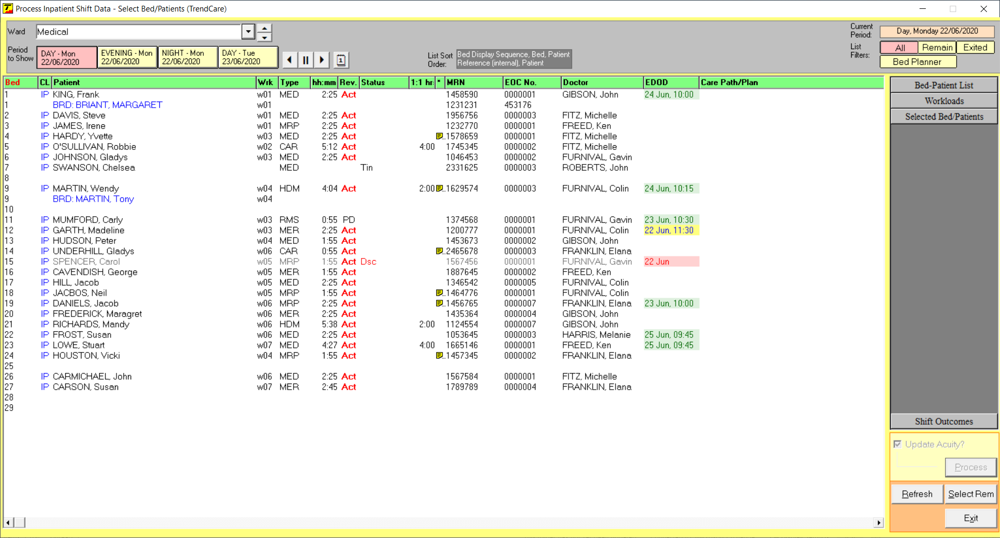 Process Inpatient Shift Data - Select Bed/Patients (TrendCare)
Ward Medical
Period to Show
DAY - Mon 22/06/2020
EVENING - Mon 22/06/2020
NIGHT - Mon 22/06/2020
DAY - Tue 23/06/2020
1
List Sort Order:
Bed Display Sequence, Bed, Patient
Reference (internal), Patient
Current Period: Day, Monday 22/06/2020
List Filters: All Remain Exited
Bed Planner
Bed CL Patient Wrk Type hh:mm Rev. Status 1:1 hr: * MRN EOC No. Doctor EDOD Care Path/Plan
1 IP KING, Frank w01 MED 2:25 Act 1458590 0000001 GIBSON, John 24 Jun, 10:00
1 BRD: BRIANT, MARGARET w01 1231231 453176
2 IP DAVIS, Steve w01 MED 2:25 Act 1956756 0000003 FITZ, Michelle
3 IP JAMES, Irene w01 MRP 2:25 Act 1232770 0000001 FREED, Ken
4 IP HARDY, Yvette w03 MED 2:25 Act ...1578659 0000001 FITZ, Michelle
5 IP O'SULLIVAN, Robbie w02 CAR 5:12 Act 4:00 1745345 0000002 FITZ, Michelle
6 IP JOHNSON, Gladys w03 MED 2:25 Act 1046453 0000002 FURNIVAL, Gavin
7 IP SWANSON, Chelsea MED Tin 2331625 0000003 ROBERTS, John
8
9 IP MARTIN, Wendy w04 HDM 4:04 Act 2:00 ...1629574 0000003 FURNIVAL, Colin 24 Jun, 10:15
9 BRD: MARTIN, Tony w04
10
11 IP MUMFORD, Carly w03 RMS 0:55 PD 1374568 0000001 FURNIVAL, Gavin 23 Jun, 10:30
12 IP GARTH, Madeline w03 MER 2:25 Act 1200777 0000001 FURNIVAL, Colin 22 Jun, 11:30
13 IP HUDSON, Peter w04 MED 1:55 Act 1453673 0000002 GIBSON, John
14 IP UNDERHILL, Gladys w06 CAR 0:55 Act ...2465678 0000003 FRANKLIN, Elana
15 IP SPENCER, Carol w05 MRP 1:55 Act Dsc 1567456 0000001 FURNIVAL, Gavin 22 Jun
16 IP CAVENDISH, George w05 MER 1:55 Act 1887645 0000002 FREED, Ken
17 IP HILL, Jacob w05 MED 2:25 Act 1346542 0000005 FURNIVAL, Colin
18 IP JACBOS, Neil w05 MRP 1:55 Act ...1464776 0000001 FURNIVAL, Colin
19 IP DANIELS, Jacob w06 MRP 2:25 Act ...1456765 0000007 FRANKLIN, Elana 23 Jun, 10:00
20 IP FREDERICK, Maragret w06 MER 2:25 Act 1435364 0000004 GIBSON, John
21 IP RICHARDS, Mandy w06 HDM 5:38 Act 2:00 1124554 0000007 GIBSON, John
22 IP FROST, Susan w06 MED 2:25 Act 1053645 0000003 HARRIS, Melanie 25 Jun, 09:45
23 IP LOWE, Stuart w07 MED 4:27 Act 4:00 1665146 0000001 FREED, Ken 25 Jun, 09:45
24 IP HOUSTON, Vicki w04 MRP 1:55 Act ...1457345 0000002 FRANKLIN, Elana
25
26 IP CARMICHAEL, John w06 MED 2:25 Act 1567584 0000001 FITZ, Michelle
27 IP CARSON, Susan w07 MER 2:45 Act 1789789 0000004 FRANKLIN, Elana
28
29
Bed-Patient List
Workloads
Selected Bed/Patients
Shift Outcomes
Update Acuity?
Process
Refresh Select Rem
Exit